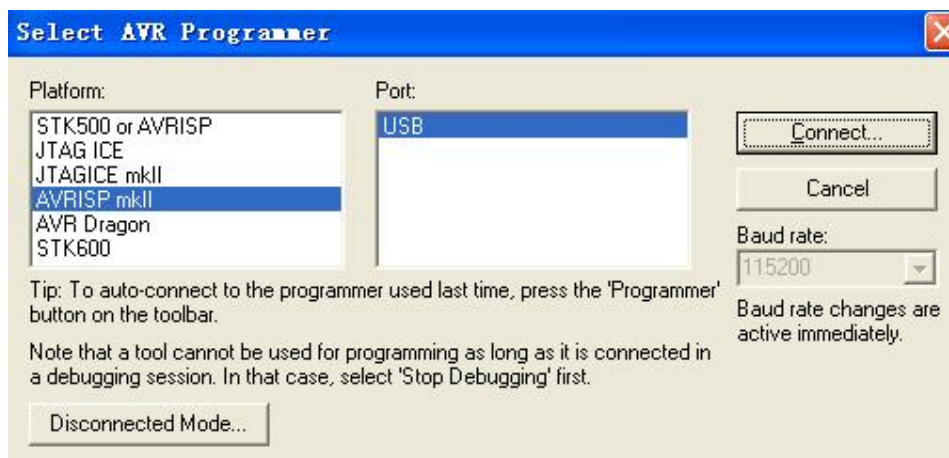 Select AVR Programmer
Platform:
Port:
STK500 or AVRISP
JTAG ICE
JTAGICE mkII
AVRISP mkII
AVR Dragon
STK600
USB
Connect...
Cancel
Baud rate:
115200
Baud rate changes are
active immediately.
Tip: To auto-connect to the programmer used last time, press the 'Programmer'
button on the toolbar.
Note that a tool cannot be used for programming as long as it is connected in
a debugging session. In that case, select 'Stop Debugging' first.
Disconnected Mode...